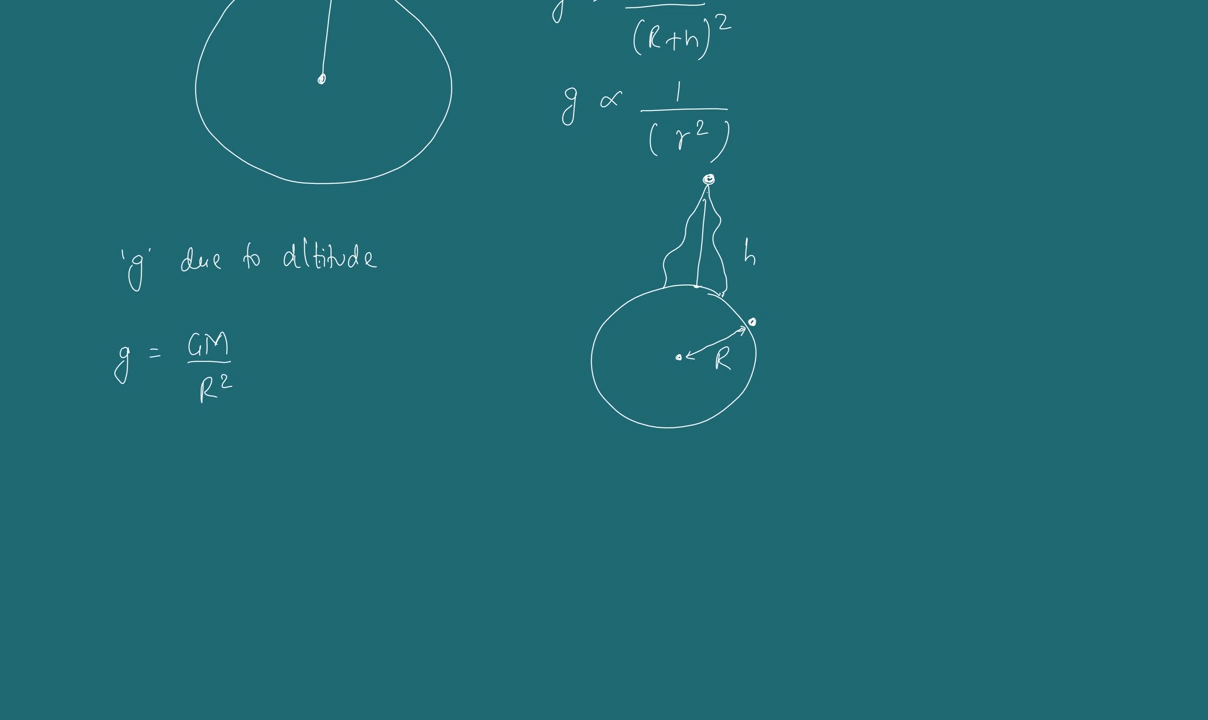 (R+h)²
g ∝ 1/(r²)
'g' due to altitude
h
g = GM/R²
R